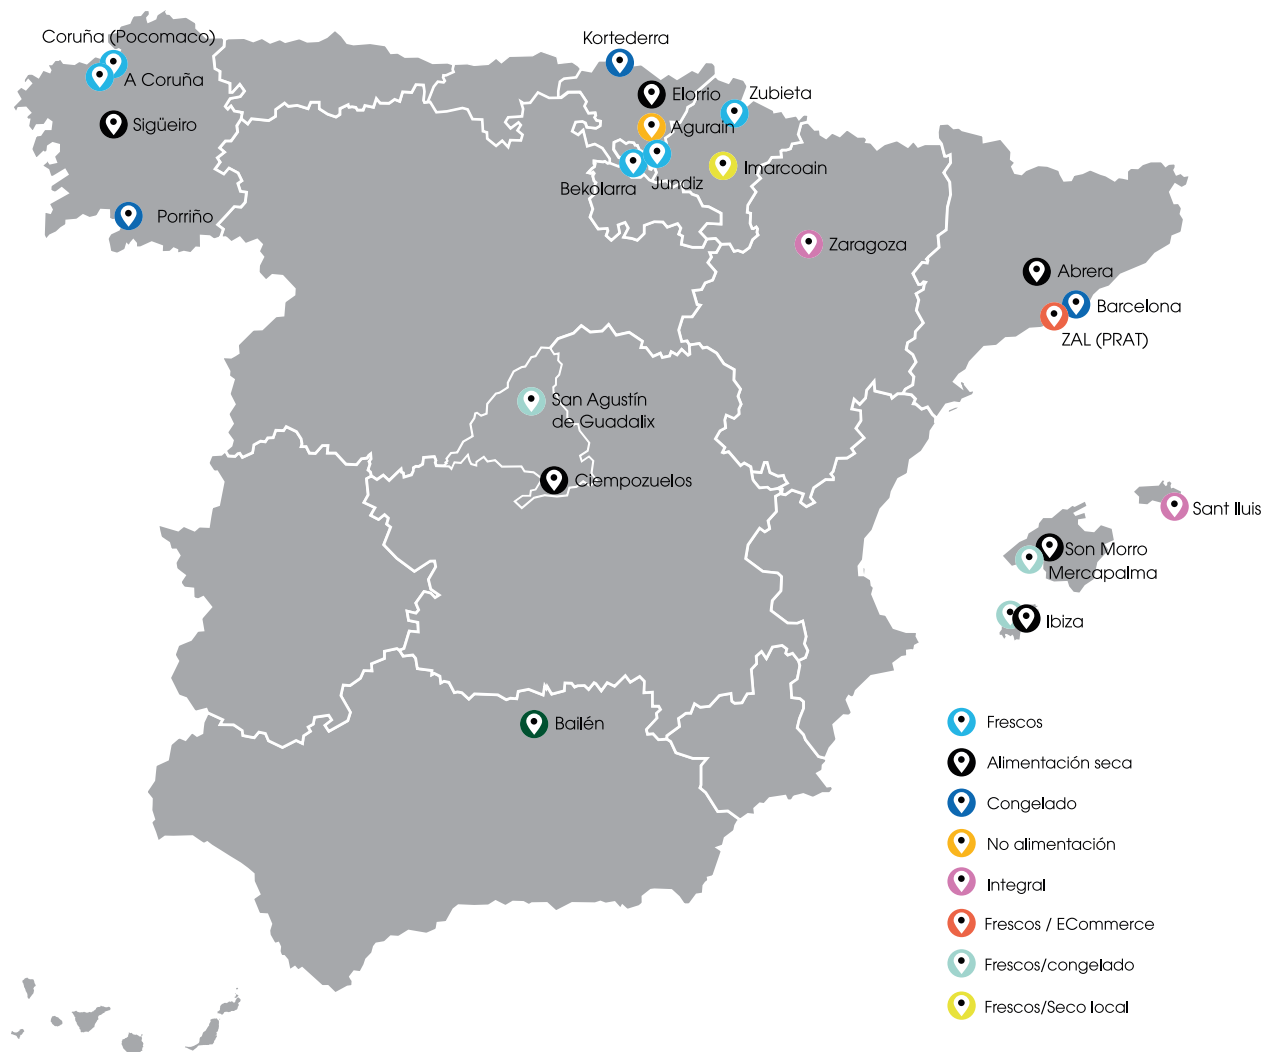 Coruña (Pocomaco)
A Coruña
Sigüeiro
Porriño
Kortederra
Elorrio
Zubieta
Agurain
Bekolarra
Jundiz
Imarcoain
Zaragoza
Abrera
Barcelona
ZAL (PRAT)
San Agustín
de Guadalix
Ciempozuelos
Sant lluis
Son Morro
Mercapalma
Ibiza
Bailén
Frescos
Alimentación seca
Congelado
No alimentación
Integral
Frescos / ECommerce
Frescos/congelado
Frescos/Seco local